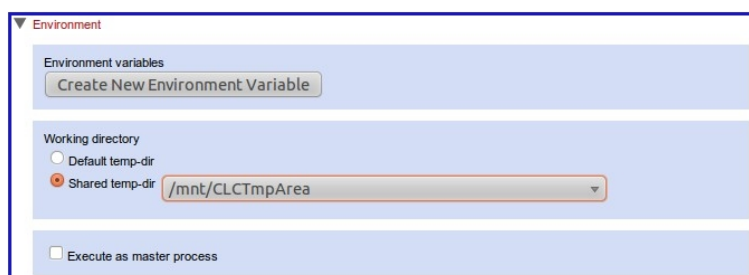 Environment
Environment variables
Create New Environment Variable
Working directory
Default temp-dir
Shared temp-dir /mnt/CLCTmpArea
Execute as master process